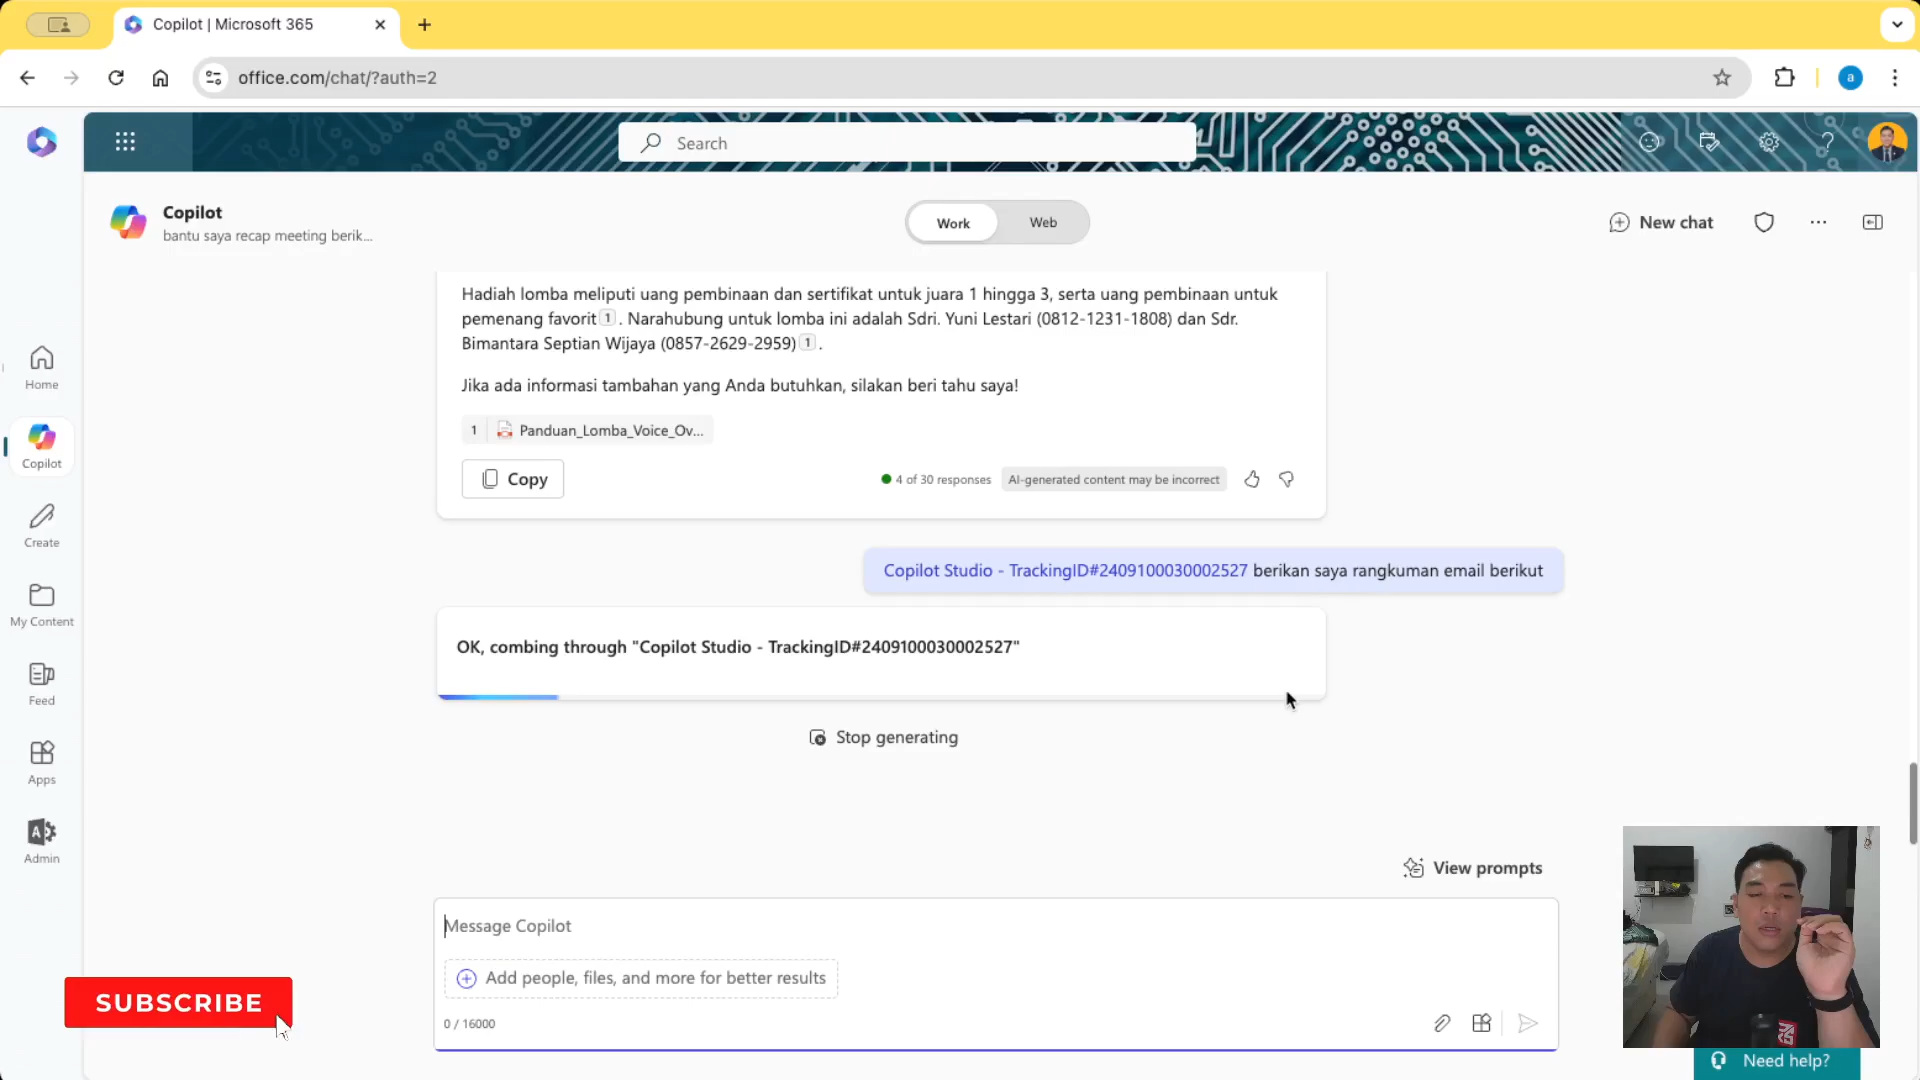 Copilot | Microsoft 365
office.com/chat/?auth=2
a
Search
?
Copilot
bantu saya recap meeting berik...
Work
Web
New chat
Hadiah lomba meliputi uang pembinaan dan sertifikat untuk juara 1 hingga 3, serta uang pembinaan untuk
pemenang favorit 1 . Narahubung untuk lomba ini adalah Sdri. Yuni Lestari (0812-1231-1808) dan Sdr.
Bimantara Septian Wijaya (0857-2629-2959) 1 .
Jika ada informasi tambahan yang Anda butuhkan, silakan beri tahu saya!
1 Panduan_Lomba_Voice_Ov...
Copy
4 of 30 responses
AI-generated content may be incorrect
Copilot Studio - TrackingID#2409100030002527 berikan saya rangkuman email berikut
OK, combing through "Copilot Studio - TrackingID#2409100030002527"
Stop generating
View prompts
Message Copilot
Add people, files, and more for better results
0 / 16000
Home
Copilot
Create
My Content
Feed
Apps
Admin
SUBSCRIBE
Need help?